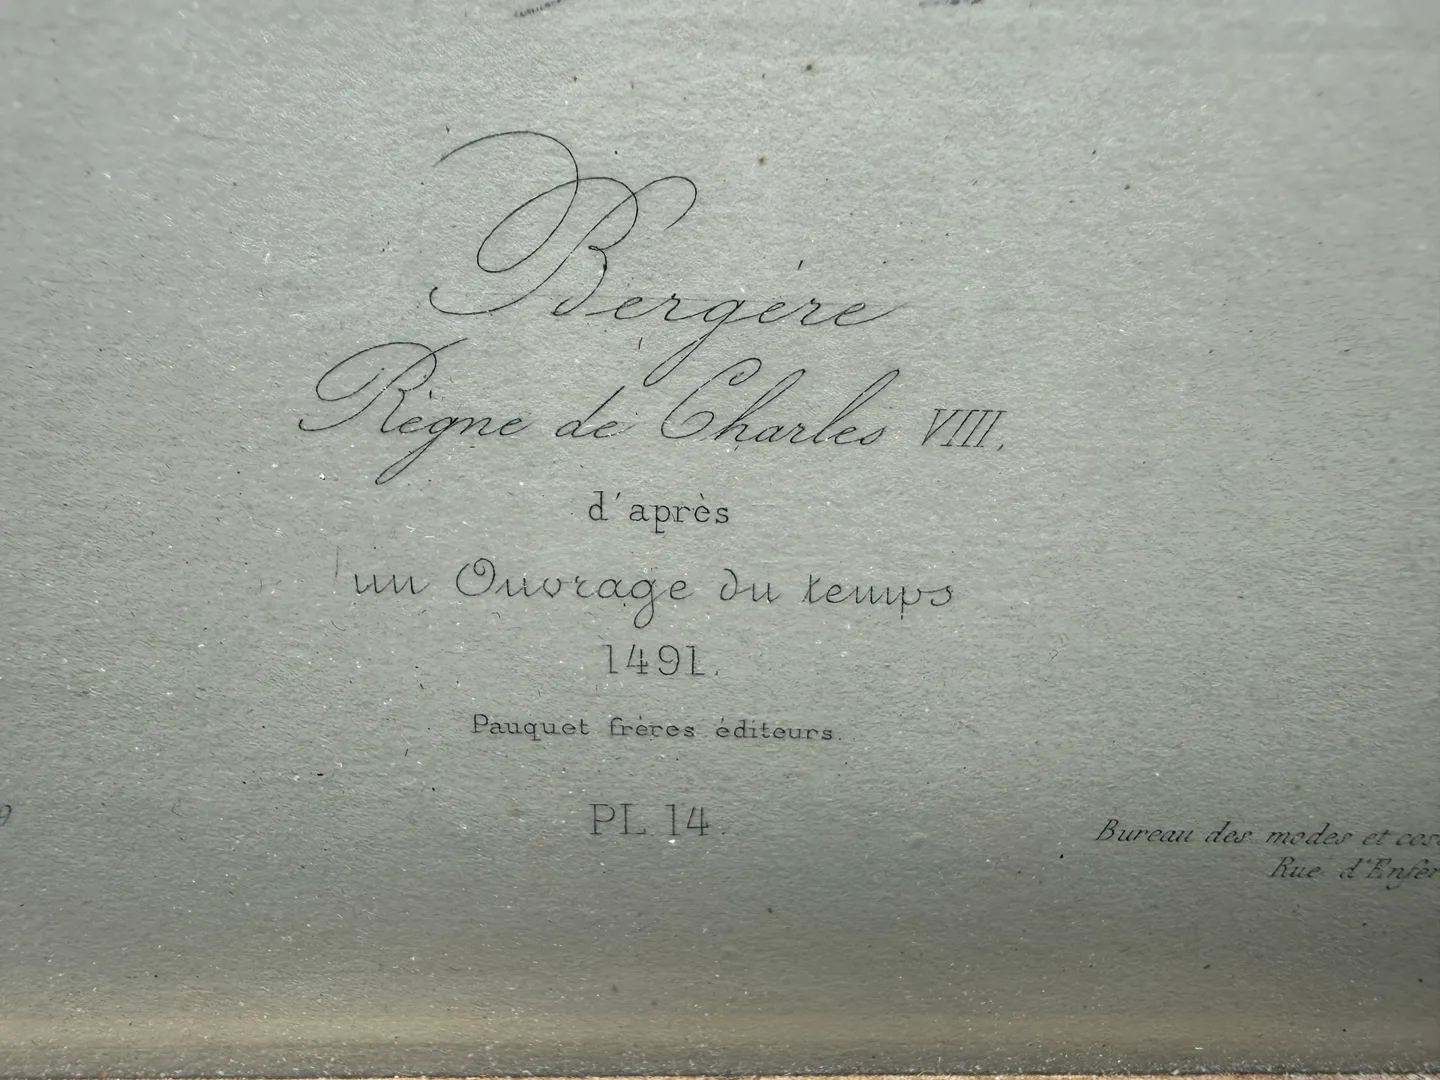 Bergère
Règne de Charles VIII.
d'après
un Ouvrage du temps
1491.
Pauquet frères éditeurs.
PL 14.
Bureau des modes et
Rue d'Enfer